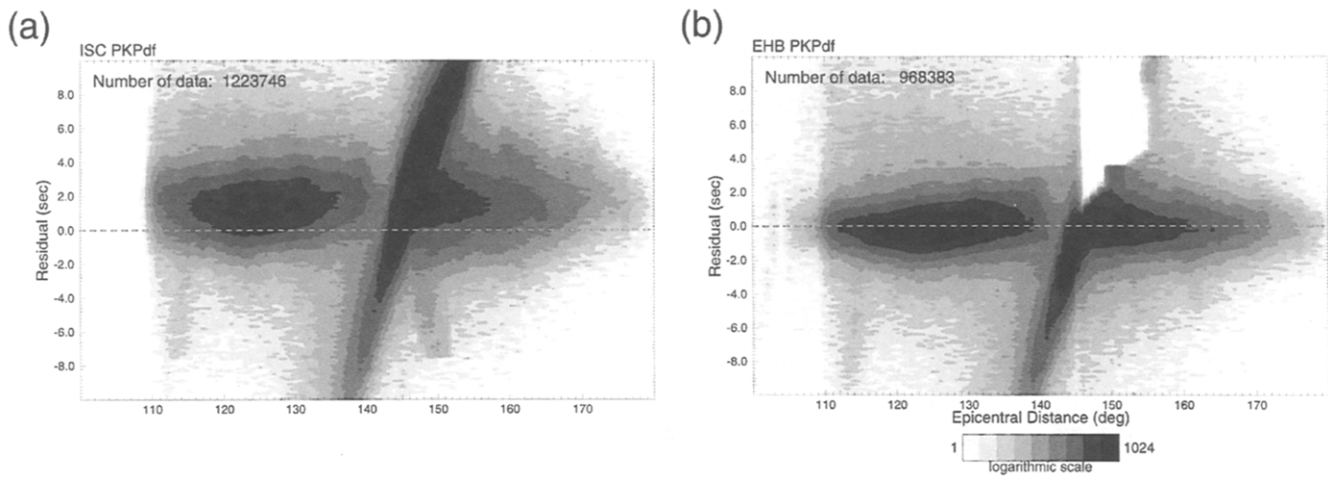 (a)
ISC PKPdf
Number of data: 1223746
8.0
6.0
4.0
2.0
0.0
-2.0
-4.0
-6.0
-8.0
Residual (sec)
110 120 130 140 150 160 170
(b)
EHB PKPdf
Number of data: 968383
8.0
6.0
4.0
2.0
0.0
-2.0
-4.0
-6.0
-8.0
Residual (sec)
110 120 130 140 150 160 170
Epicentral Distance (deg)
1 1024
logarithmic scale